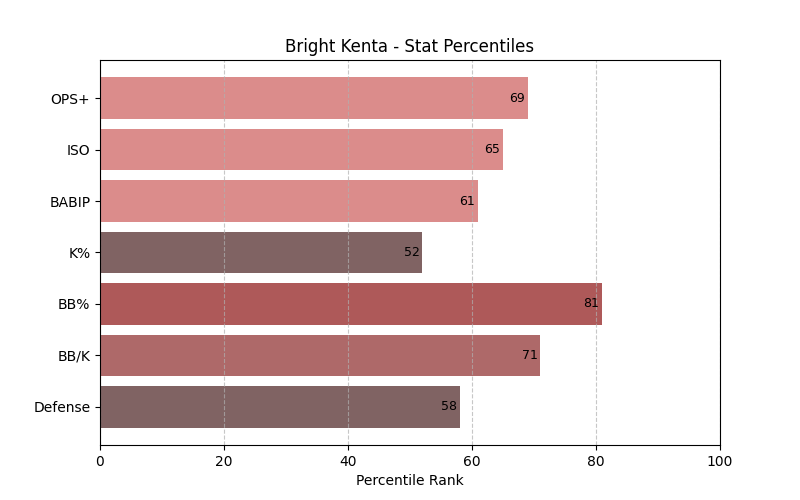 Bright Kenta - Stat Percentiles
OPS+ 69
ISO 65
BABIP 61
K% 52
BB% 81
BB/K 71
Defense 58
0 20 40 60 80 100
Percentile Rank